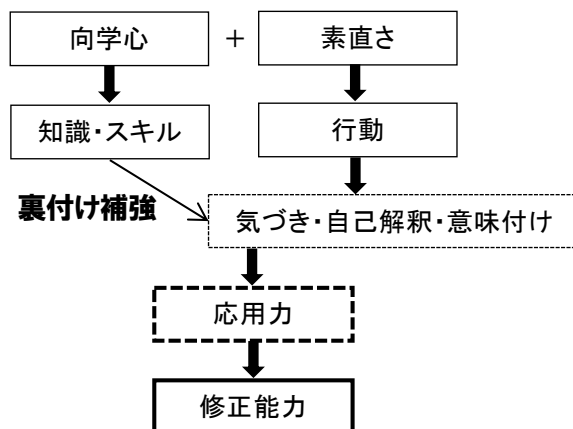 向学心 + 素直さ
知識・スキル 行動
裏付け補強
気づき・自己解釈・意味付け
応用力
修正能力